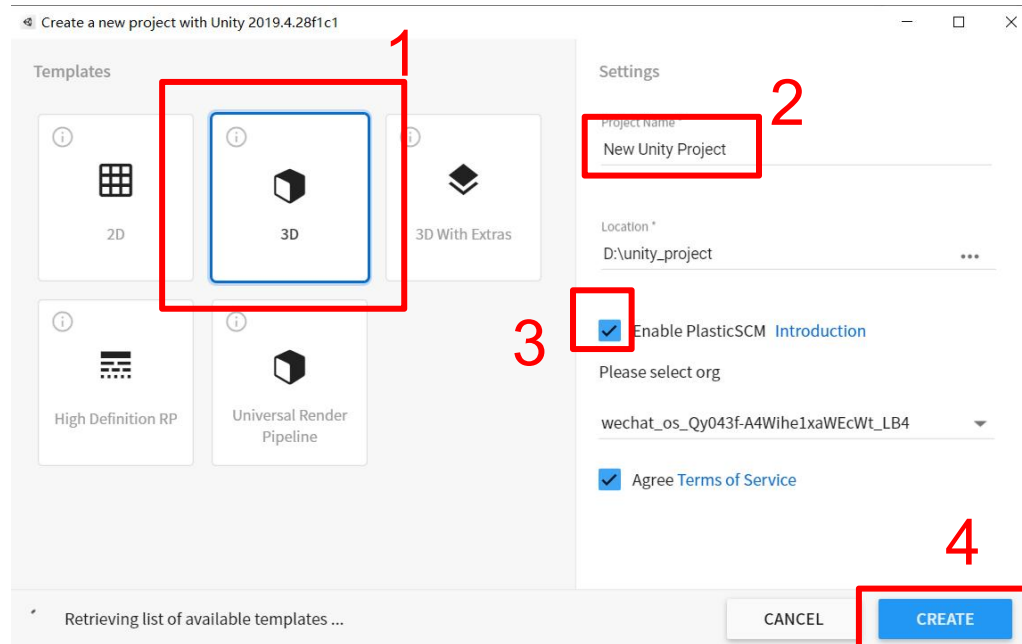 Create a new project with Unity 2019.4.28f1c1
1
Templates
Settings
2
Project Name *
New Unity Project
2D
3D
3D With Extras
Location *
D:\unity_project
...
3
Enable PlasticSCM Introduction
Please select org
High Definition RP
Universal Render
Pipeline
wechat_os_Qy043f-A4Wihe1xaWEcWt_LB4
Agree Terms of Service
4
Retrieving list of available templates ...
CANCEL
CREATE